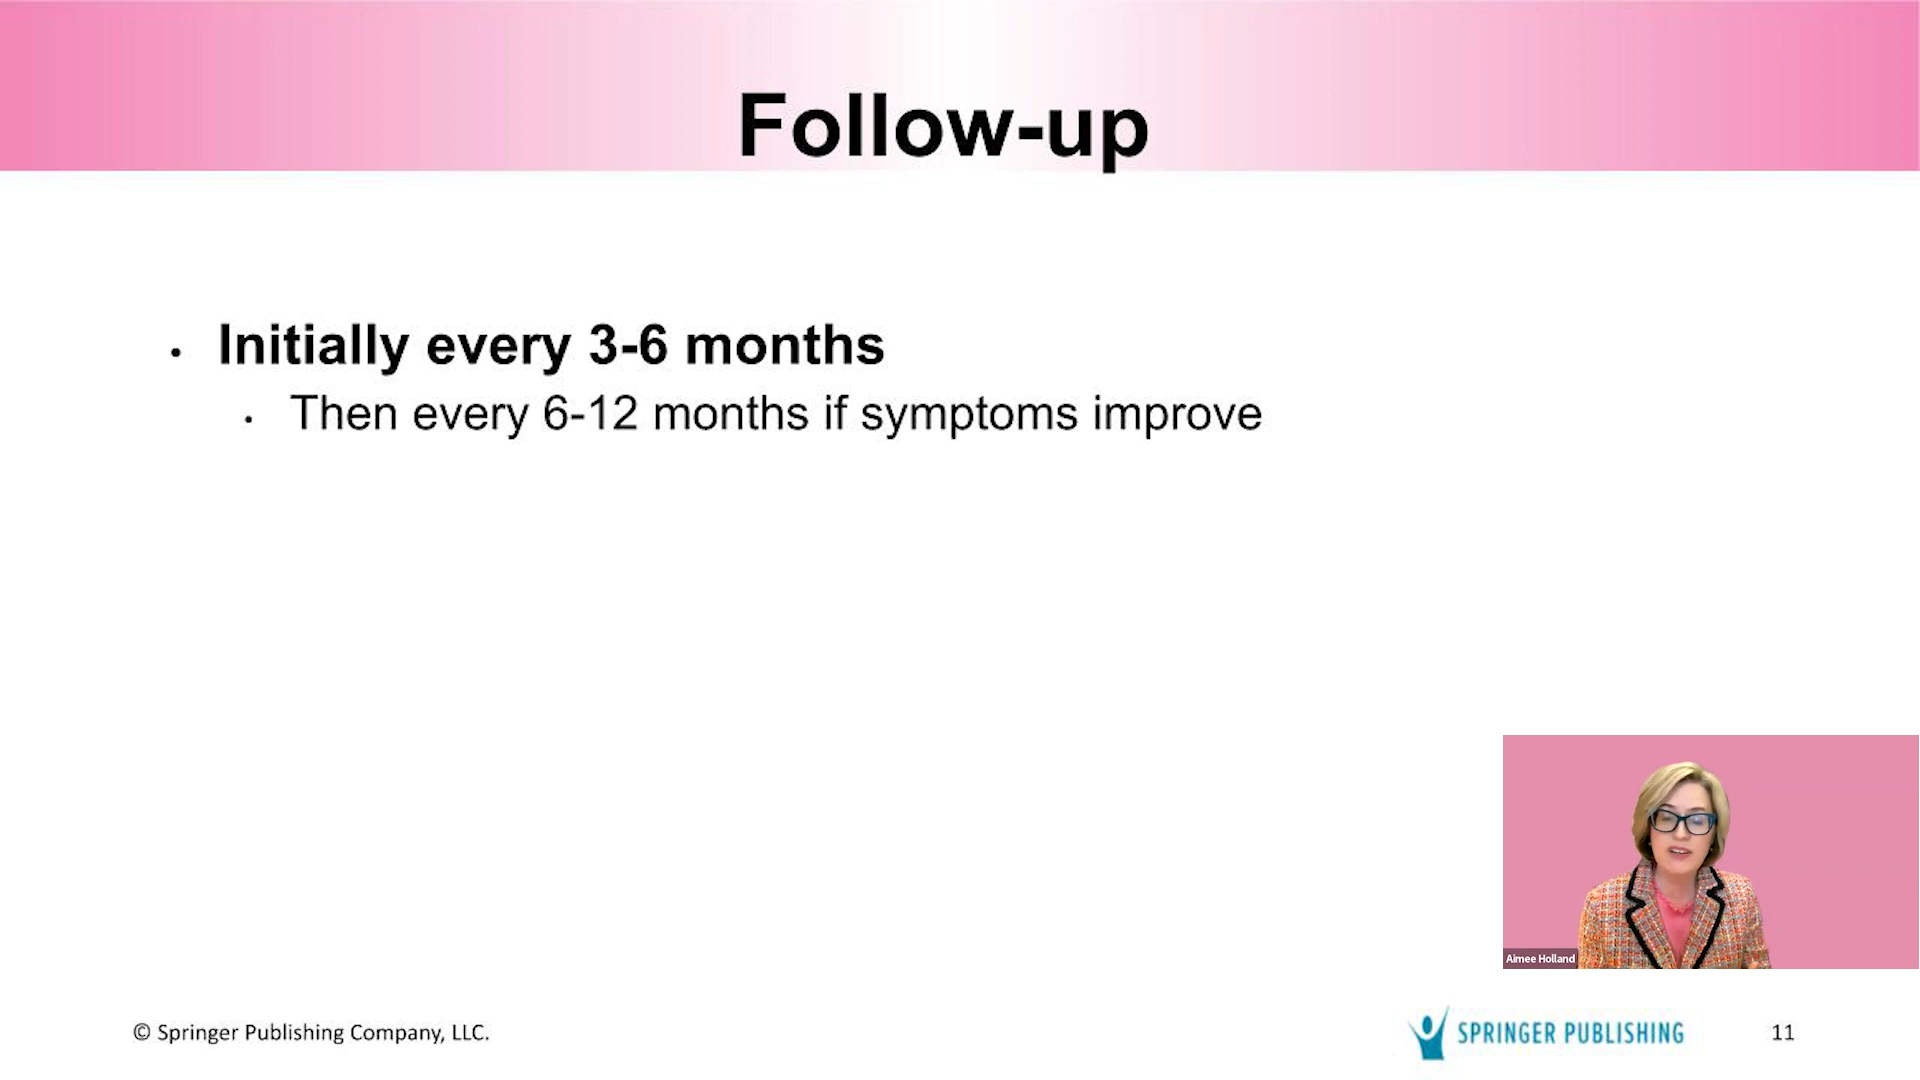 Follow-up
• Initially every 3-6 months
• Then every 6-12 months if symptoms improve
Aimee Holland
© Springer Publishing Company, LLC.
SPRINGER PUBLISHING
11